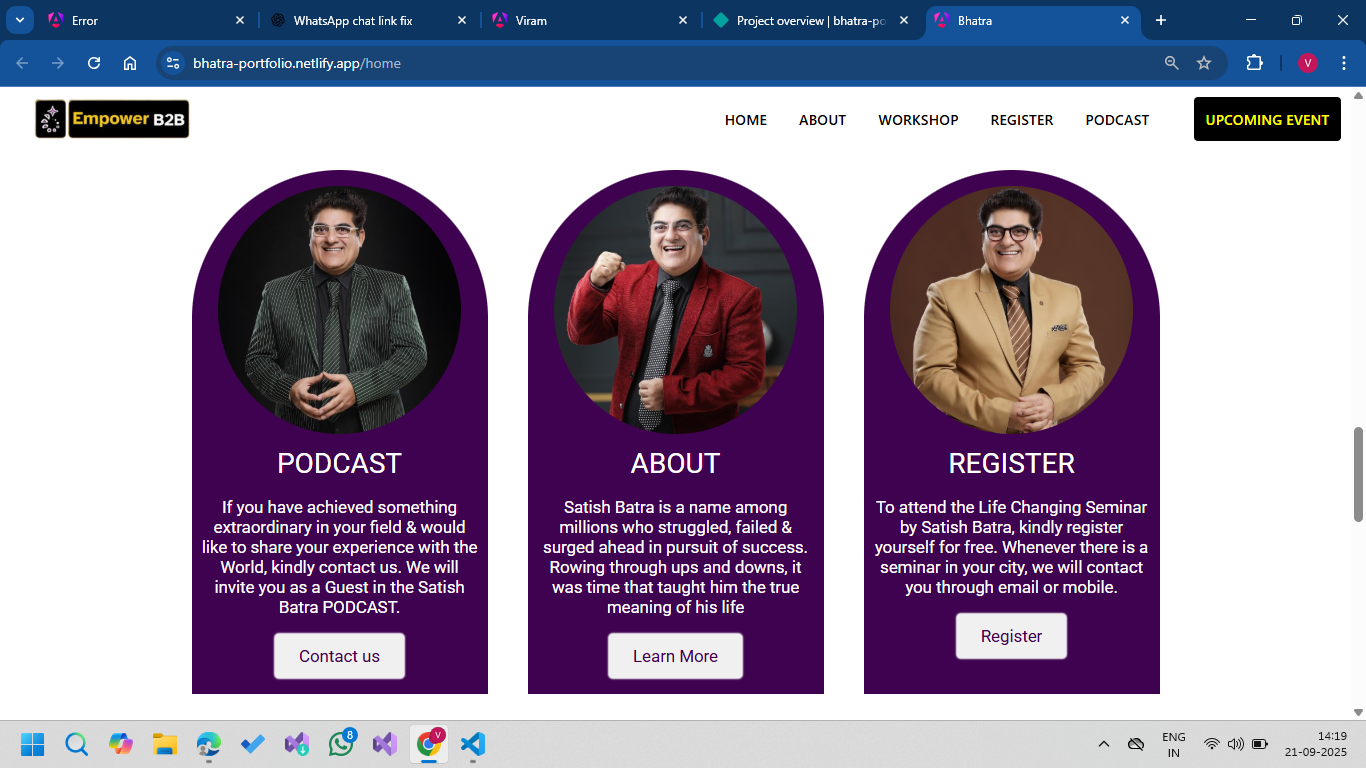 Error
WhatsApp chat link fix
Viram
Project overview | bhatra-po
Bhatra
bhatra-portfolio.netlify.app/home
V
Empower B2B
HOME
ABOUT
WORKSHOP
REGISTER
PODCAST
UPCOMING EVENT
PODCAST
If you have achieved something
extraordinary in your field & would
like to share your experience with the
World, kindly contact us. We will
invite you as a Guest in the Satish
Batra PODCAST.
Contact us
ABOUT
Satish Batra is a name among
millions who struggled, failed &
surged ahead in pursuit of success.
Rowing through ups and downs, it
was time that taught him the true
meaning of his life
Learn More
REGISTER
To attend the Life Changing Seminar
by Satish Batra, kindly register
yourself for free. Whenever there is a
seminar in your city, we will contact
you through email or mobile.
Register
8
V
ENG
IN
14:19
21-09-2025